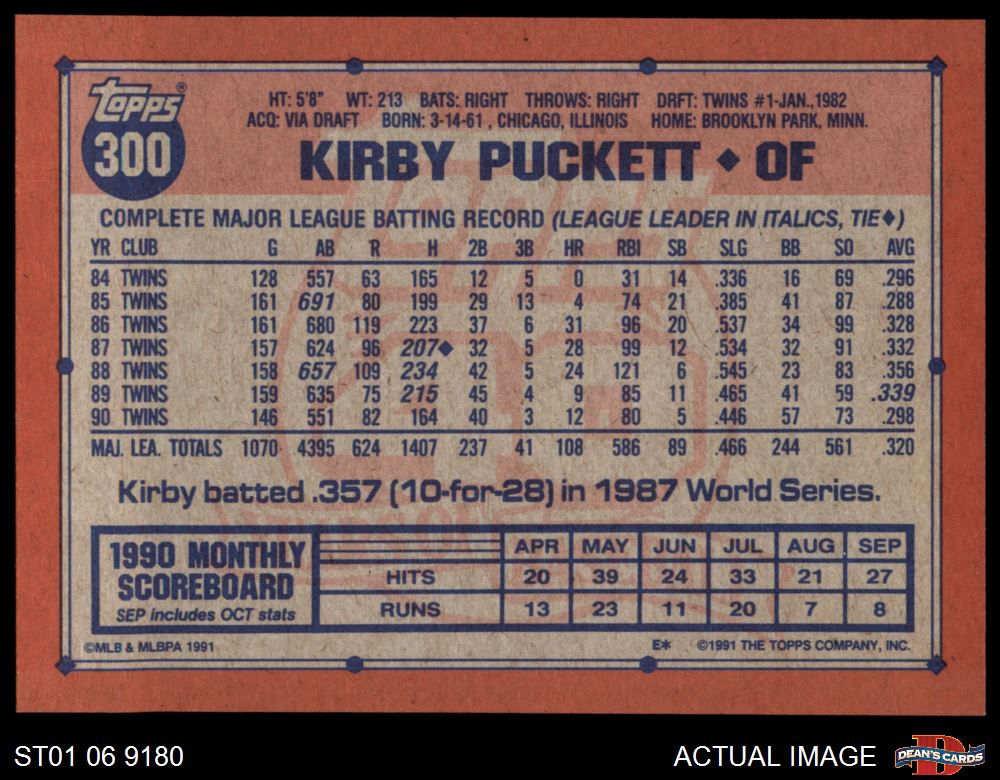 topps®
300
HT: 5'8" WT: 213 BATS: RIGHT THROWS: RIGHT DRFT: TWINS #1-JAN.,1982
ACQ: VIA DRAFT BORN: 3-14-61 , CHICAGO, ILLINOIS HOME: BROOKLYN PARK, MINN.
KIRBY PUCKETT ♦ OF
COMPLETE MAJOR LEAGUE BATTING RECORD (LEAGUE LEADER IN ITALICS, TIE♦)
YR CLUB G AB R H 2B 3B HR RBI SB SLG BB SO AVG
84 TWINS 128 557 63 165 12 5 0 31 14 .336 16 69 .296
85 TWINS 161 691 80 199 29 13 4 74 21 .385 41 87 .288
86 TWINS 161 680 119 223 37 6 31 96 20 .537 34 99 .328
87 TWINS 157 624 96 207♦ 32 5 28 99 12 .534 32 91 .332
88 TWINS 158 657 109 234 42 5 24 121 6 .545 23 83 .356
89 TWINS 159 635 75 215 45 4 9 85 11 .465 41 59 .339
90 TWINS 146 551 82 164 40 3 12 80 5 .446 57 73 .298
MAJ. LEA. TOTALS 1070 4395 624 1407 237 41 108 586 89 .466 244 561 .320
Kirby batted .357 (10-for-28) in 1987 World Series.
1990 MONTHLY SCOREBOARD
SEP includes OCT stats
APR MAY JUN JUL AUG SEP
HITS 20 39 24 33 21 27
RUNS 13 23 11 20 7 8
©MLB & MLBPA 1991 E* ©1991 THE TOPPS COMPANY, INC.
ST01 06 9180 ACTUAL IMAGE DEAN'S CARDS